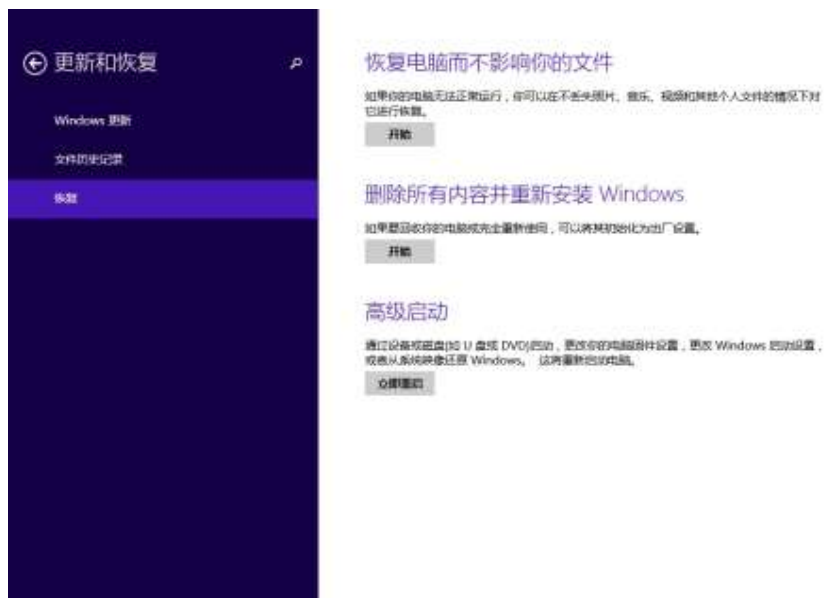 更新和恢复
Windows 更新
文件历史记录
恢复
恢复电脑而不影响你的文件
如果你的电脑无法正常运行，你可以在不丢失照片、音乐、视频和其他个人文件的情况下对
它进行恢复。
开始
删除所有内容并重新安装 Windows
如果要回收你的电脑或完全重新使用，可以将其初始化为出厂设置。
开始
高级启动
通过设备或磁盘(如 U 盘或 DVD)启动，更改你的电脑固件设置，更改 Windows 启动设置，
或者从系统映像还原 Windows。 这将重新启动电脑。
立即重启